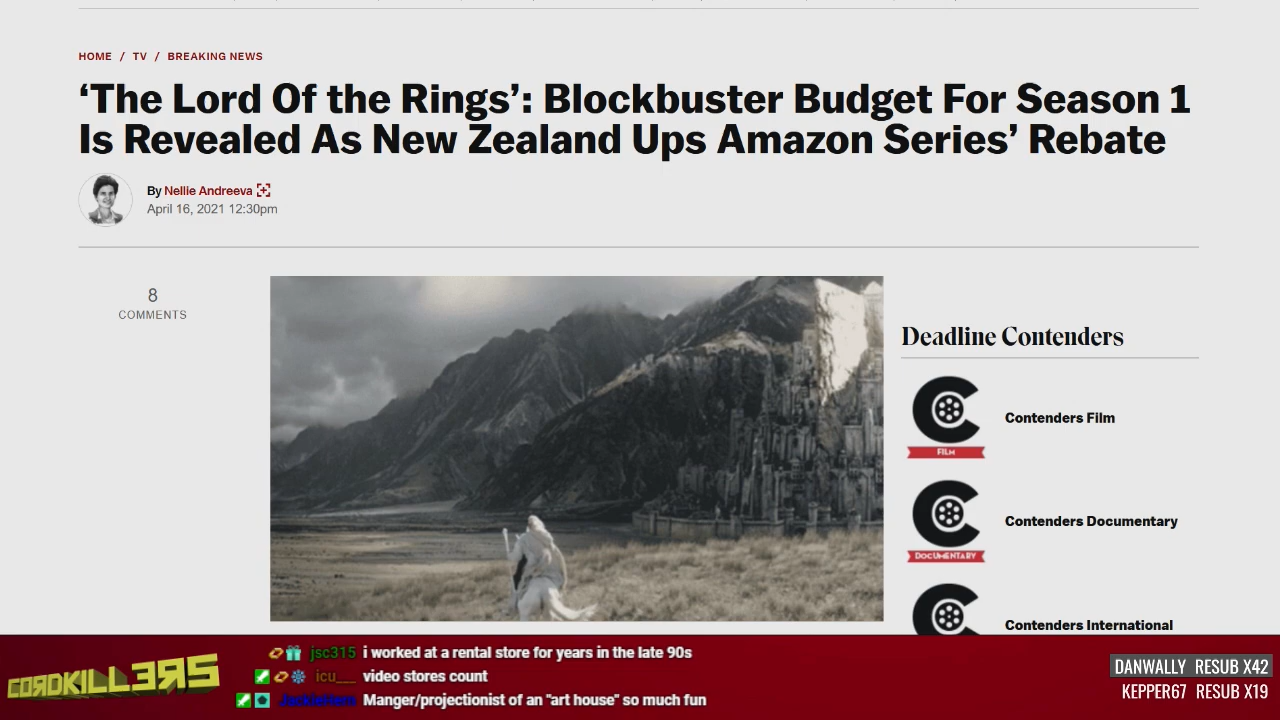 HOME / TV / BREAKING NEWS
‘The Lord Of the Rings’: Blockbuster Budget For Season 1
Is Revealed As New Zealand Ups Amazon Series’ Rebate
By Nellie Andreeva
April 16, 2021 12:30pm
8
COMMENTS
Deadline Contenders
FILM
Contenders Film
DOCUMENTARY
Contenders Documentary
Contenders International
CORDKILLERS
jsc315 i worked at a rental store for years in the late 90s
icu__ video stores count
Manger/projectionist of an "art house" so much fun
DANWALLY RESUB X42
KEPPER67 RESUB X19